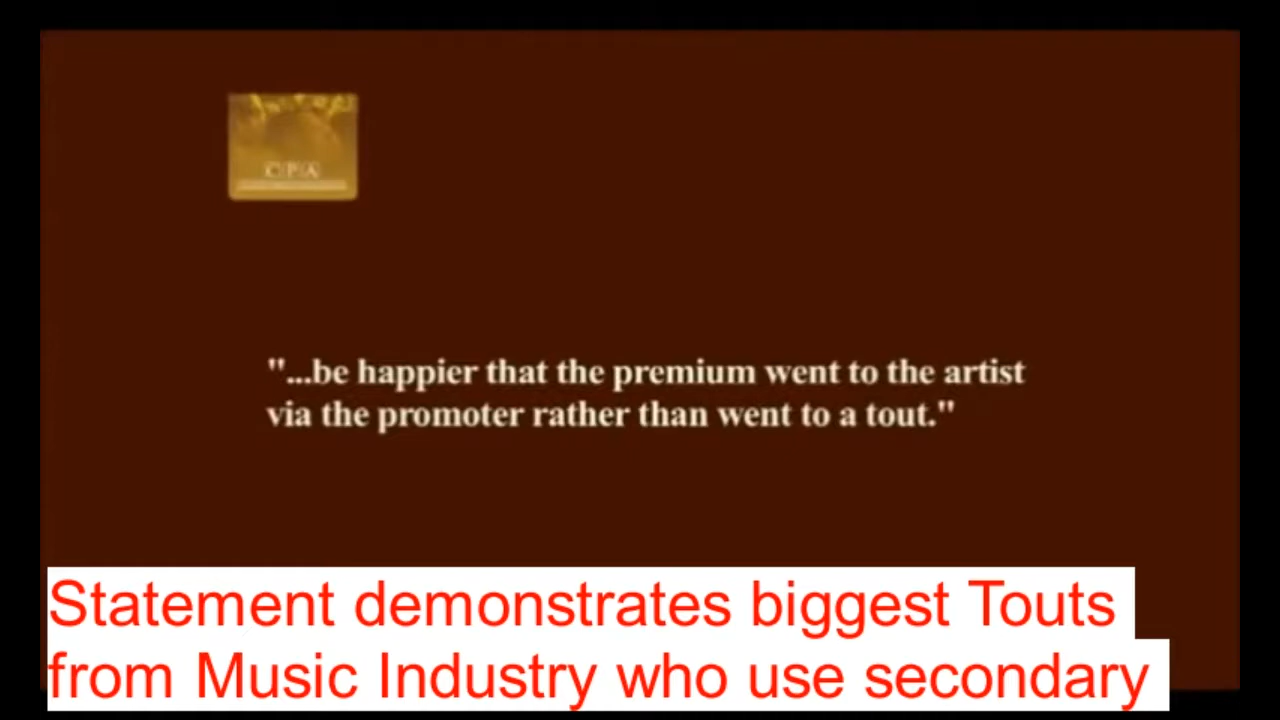 CPA
"...be happier that the premium went to the artist
via the promoter rather than went to a tout."
Statement demonstrates biggest Touts
from Music Industry who use secondary